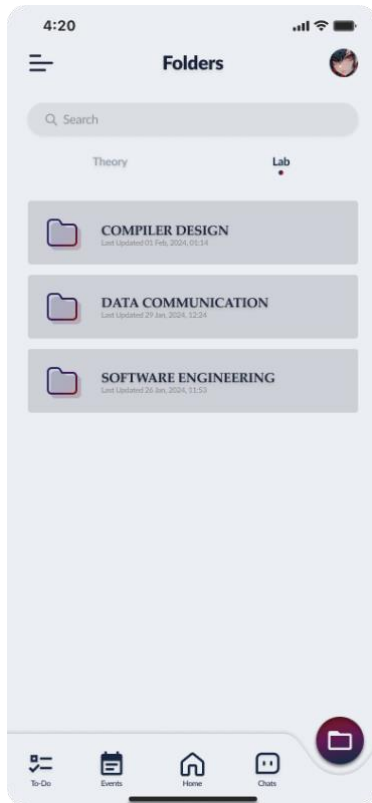 4:20
Folders
Search
Theory
Lab
COMPILER DESIGN
Last Updated 01 Feb, 2024, 01:14
DATA COMMUNICATION
Last Updated 29 Jan, 2024, 12:24
SOFTWARE ENGINEERING
Last Updated 26 Jan, 2024, 11:53
To-Do
Events
Home
Chats